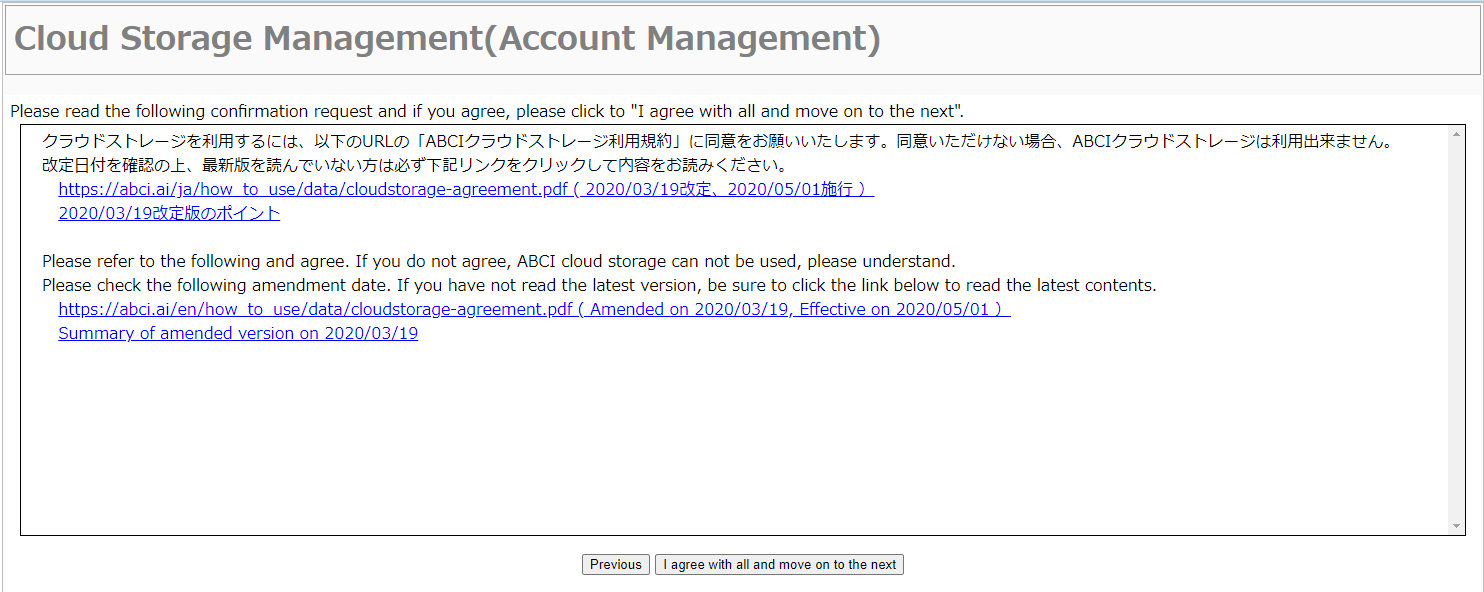 Cloud Storage Management(Account Management)
Please read the following confirmation request and if you agree, please click to "I agree with all and move on to the next".
クラウドストレージを利用するには、以下のURLの「ABCIクラウドストレージ利用規約」に同意をお願いいたします。同意いただけない場合、ABCIクラウドストレージは利用出来ません。
改定日付を確認の上、最新版を読んでいない方は必ず下記リンクをクリックして内容をお読みください。
https://abci.ai/ja/how_to_use/data/cloudstorage-agreement.pdf ( 2020/03/19改定、2020/05/01施行 ）
2020/03/19改定版のポイント
Please refer to the following and agree. If you do not agree, ABCI cloud storage can not be used, please understand.
Please check the following amendment date. If you have not read the latest version, be sure to click the link below to read the latest contents.
https://abci.ai/en/how_to_use/data/cloudstorage-agreement.pdf ( Amended on 2020/03/19, Effective on 2020/05/01 ）
Summary of amended version on 2020/03/19
Previous I agree with all and move on to the next